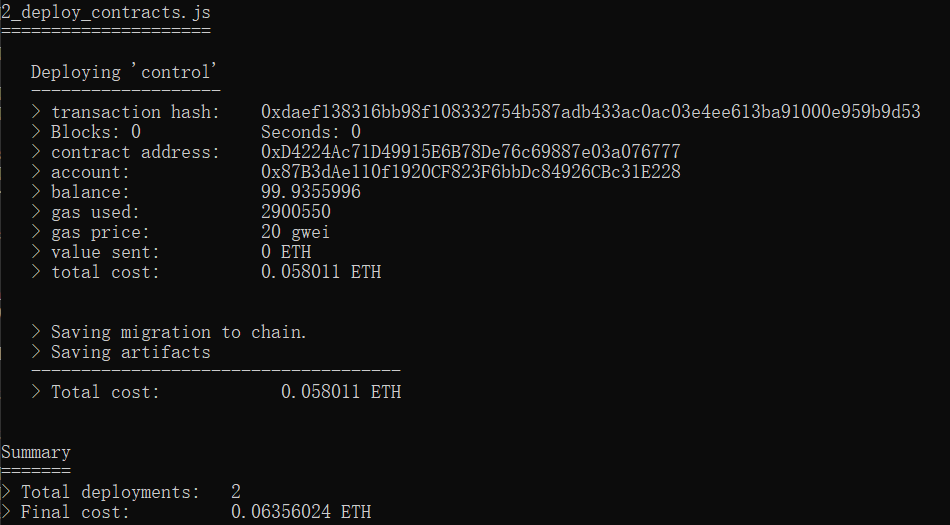 2_deploy_contracts.js
=====================
Deploying 'control'
-------------------
> transaction hash: 0xdaef138316bb98f108332754b587adb433ac0ac03e4ee613ba91000e959b9d53
> Blocks: 0 Seconds: 0
> contract address: 0xD4224Ac71D49915E6B78De76c69887e03a076777
> account: 0x87B3dAe110f1920CF823F6bbDc84926CBc31E228
> balance: 99.9355996
> gas used: 2900550
> gas price: 20 gwei
> value sent: 0 ETH
> total cost: 0.058011 ETH
> Saving migration to chain.
> Saving artifacts
-------------------------------------
> Total cost: 0.058011 ETH
Summary
=======
> Total deployments: 2
> Final cost: 0.06356024 ETH